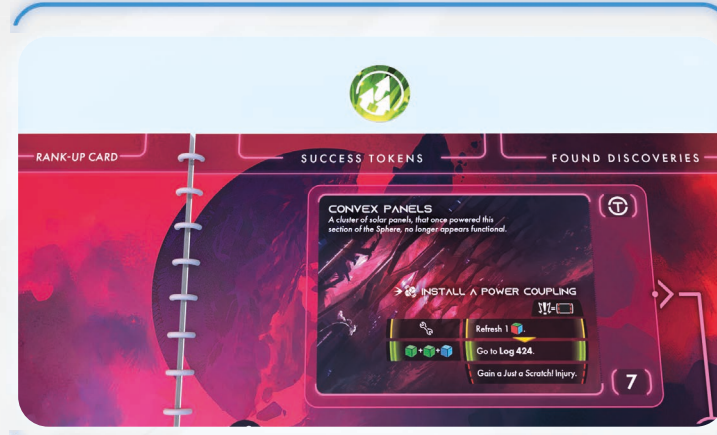 RANK-UP CARD
SUCCESS TOKENS
FOUND DISCOVERIES
CONVEX PANELS
A cluster of solar panels, that once powered this
section of the Sphere, no longer appears functional.
T
INSTALL A POWER COUPLING
Refresh 1 .
Go to Log 424.
Gain a Just a Scratch! Injury.
7